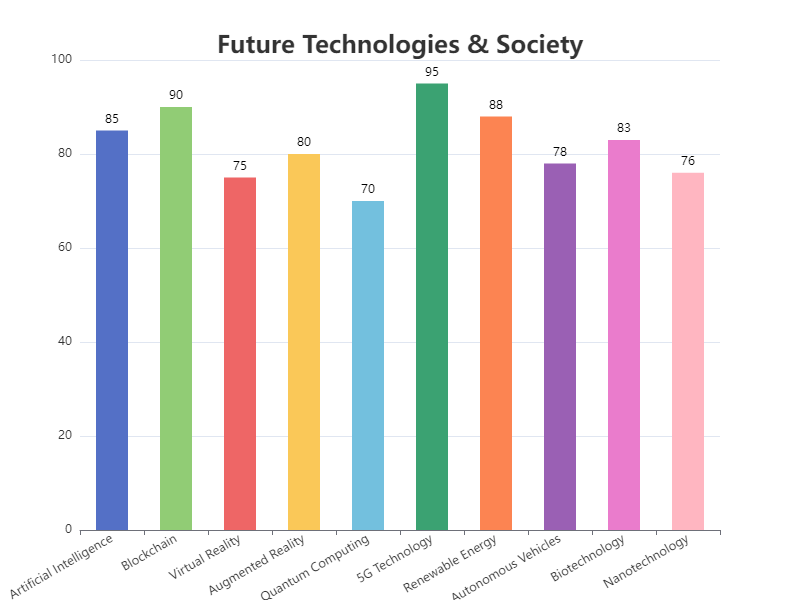 Future Technologies & Society
100
80
60
40
20
0
85
90
75
80
70
95
88
78
83
76
Artificial Intelligence
Blockchain
Virtual Reality
Augmented Reality
Quantum Computing
5G Technology
Renewable Energy
Autonomous Vehicles
Biotechnology
Nanotechnology